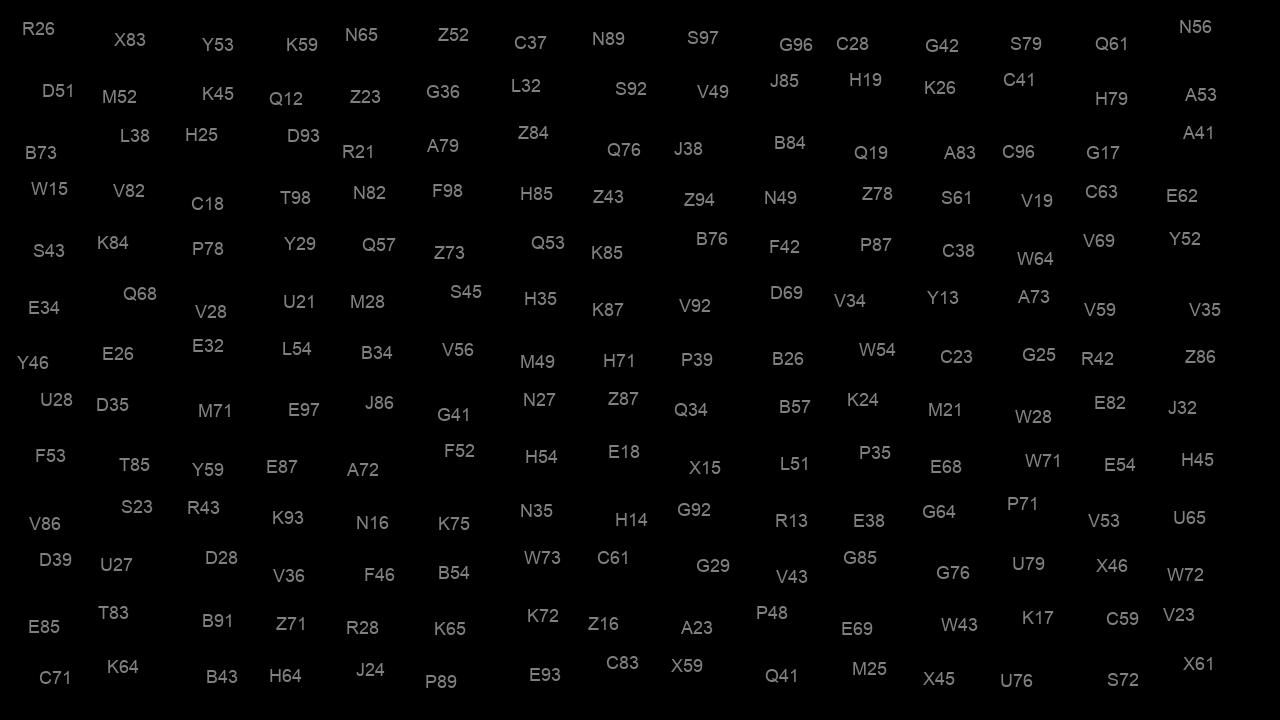 R26 X83 Y53 K59 N65 Z52 C37 N89 S97 G96 C28 G42 S79 Q61 N56
D51 M52 K45 Q12 Z23 G36 L32 S92 V49 J85 H19 K26 C41 H79 A53
B73 L38 H25 D93 R21 A79 Z84 Q76 J38 B84 Q19 A83 C96 G17 A41
W15 V82 C18 T98 N82 F98 H85 Z43 Z94 N49 Z78 S61 V19 C63 E62
S43 K84 P78 Y29 Q57 Z73 Q53 K85 B76 F42 P87 C38 W64 V69 Y52
E34 Q68 V28 U21 M28 S45 H35 K87 V92 D69 V34 Y13 A73 V59 V35
Y46 E26 E32 L54 B34 V56 M49 H71 P39 B26 W54 C23 G25 R42 Z86
U28 D35 M71 E97 J86 G41 N27 Z87 Q34 B57 K24 M21 W28 E82 J32
F53 T85 Y59 E87 A72 F52 H54 E18 X15 L51 P35 E68 W71 E54 H45
V86 S23 R43 K93 N16 K75 N35 H14 G92 R13 E38 G64 P71 V53 U65
D39 U27 D28 V36 F46 B54 W73 C61 G29 V43 G85 G76 U79 X46 W72
E85 T83 B91 Z71 R28 K65 K72 Z16 A23 P48 E69 W43 K17 C59 V23
C71 K64 B43 H64 J24 P89 E93 C83 X59 Q41 M25 X45 U76 S72 X61